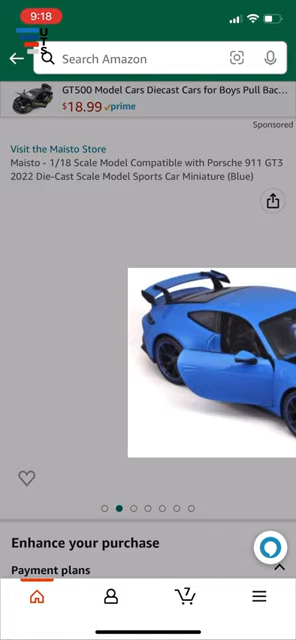 9:18
UTS
Search Amazon
GT500 Model Cars Diecast Cars for Boys Pull Bac...
$18.99 prime
Sponsored
Visit the Maisto Store
Maisto - 1/18 Scale Model Compatible with Porsche 911 GT3
2022 Die-Cast Scale Model Sports Car Miniature (Blue)
Enhance your purchase
Payment plans
7